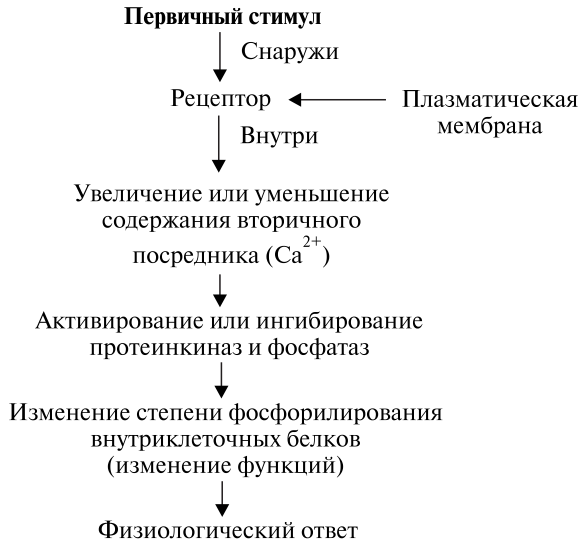 Первичный стимул
Снаружи
Рецептор
Плазматическая
мембрана
Внутри
Увеличение или уменьшение
содержания вторичного
посредника (Ca²⁺)
Активирование или ингибирование
протеинкиназ и фосфатаз
Изменение степени фосфорилирования
внутриклеточных белков
(изменение функций)
Физиологический ответ